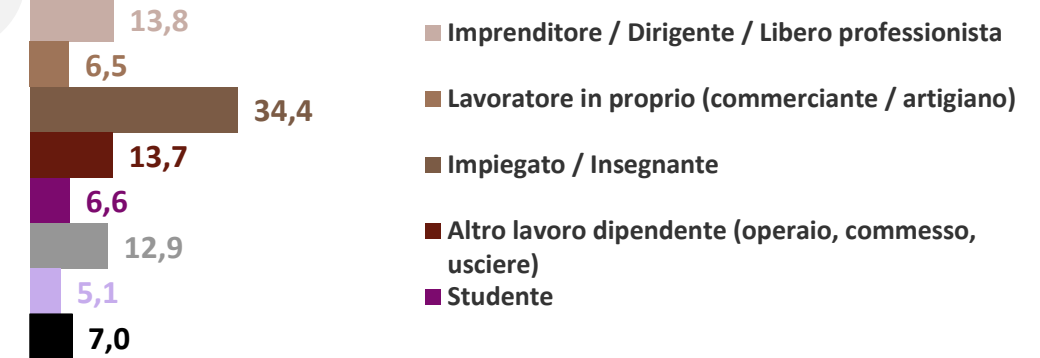 13,8
6,5
34,4
13,7
6,6
12,9
5,1
7,0
Imprenditore / Dirigente / Libero professionista
Lavoratore in proprio (commerciante / artigiano)
Impiegato / Insegnante
Altro lavoro dipendente (operaio, commesso,
usciere)
Studente